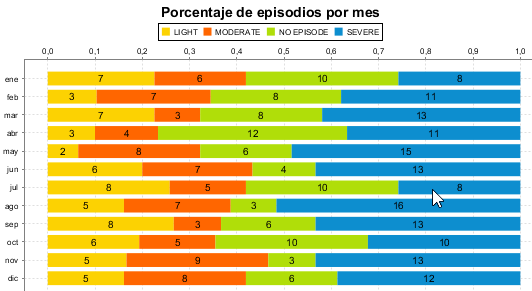 Porcentaje de episodios por mes
LIGHT MODERATE NO EPISODE SEVERE
0,0 0,1 0,2 0,3 0,4 0,5 0,6 0,7 0,8 0,9 1,0
ene 7 6 10 8
feb 3 7 8 11
mar 7 3 8 13
abr 3 4 12 11
may 2 8 6 15
jun 6 7 4 13
jul 8 5 10 8
ago 5 7 3 16
sep 8 3 6 13
oct 6 5 10 10
nov 5 9 3 13
dic 5 8 6 12